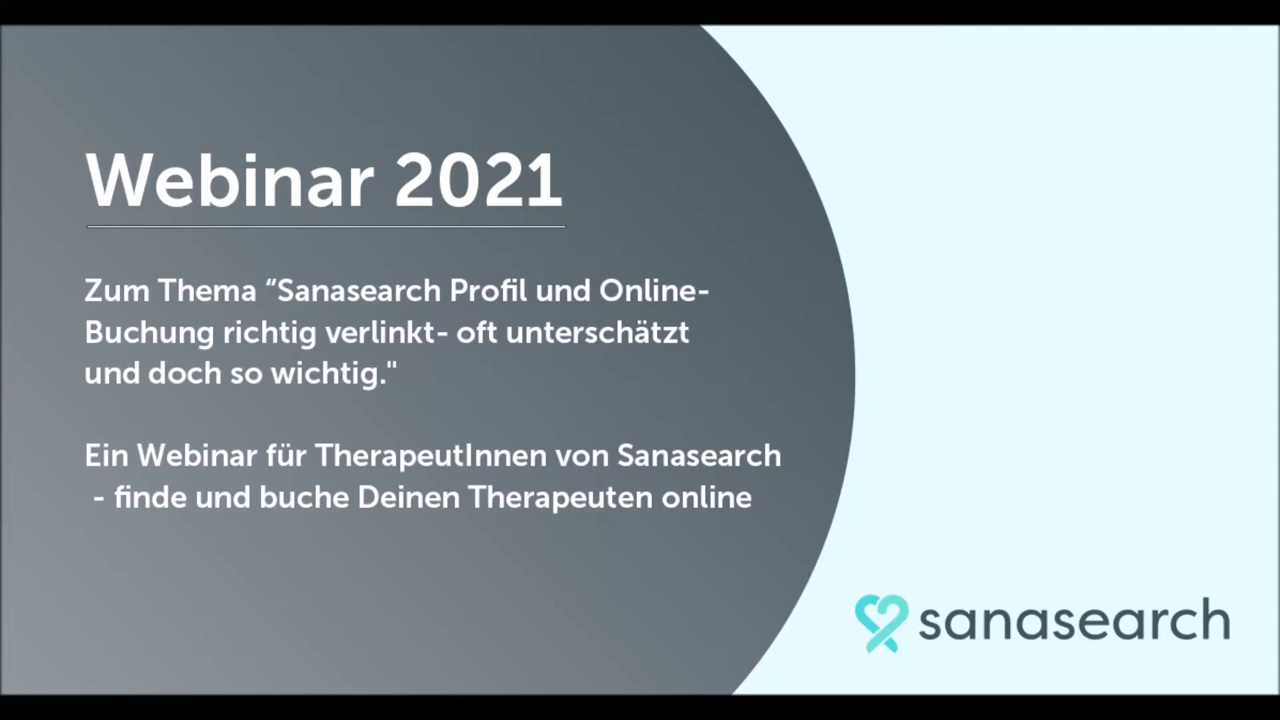 Webinar 2021
Zum Thema “Sanasearch Profil und Online-
Buchung richtig verlinkt- oft unterschätzt
und doch so wichtig."
Ein Webinar für TherapeutInnen von Sanasearch
- finde und buche Deinen Therapeuten online
sanasearch